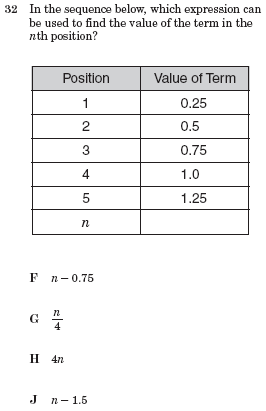 32 In the sequence below, which expression can
be used to find the value of the term in the
nth position?
Position Value of Term
1 0.25
2 0.5
3 0.75
4 1.0
5 1.25
n
F n – 0.75
G n/4
H 4n
J n – 1.5